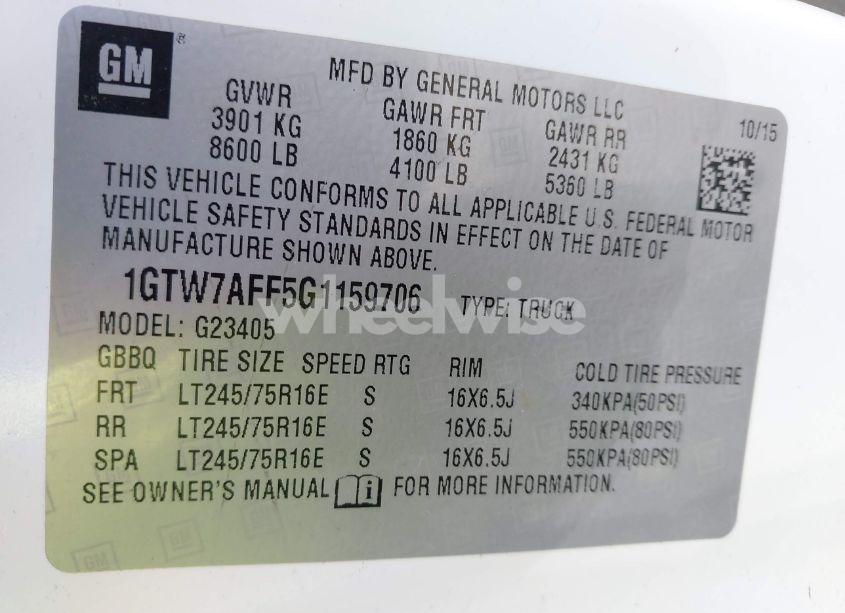 GM ®
MFD BY GENERAL MOTORS LLC
GVWR GAWR FRT GAWR RR 10/15
3901 KG 1860 KG 2431 KG
8600 LB 4100 LB 5360 LB
THIS VEHICLE CONFORMS TO ALL APPLICABLE U.S. FEDERAL MOTOR
VEHICLE SAFETY STANDARDS IN EFFECT ON THE DATE OF
MANUFACTURE SHOWN ABOVE.
1GTW7AFF5G1159706 TYPE: TRUCK
wheelwise
MODEL: G23405
GBBQ TIRE SIZE SPEED RTG RIM COLD TIRE PRESSURE
FRT LT245/75R16E S 16X6.5J 340KPA(50PSI)
RR LT245/75R16E S 16X6.5J 550KPA(80PSI)
SPA LT245/75R16E S 16X6.5J 550KPA(80PSI)
SEE OWNER'S MANUAL i FOR MORE INFORMATION.